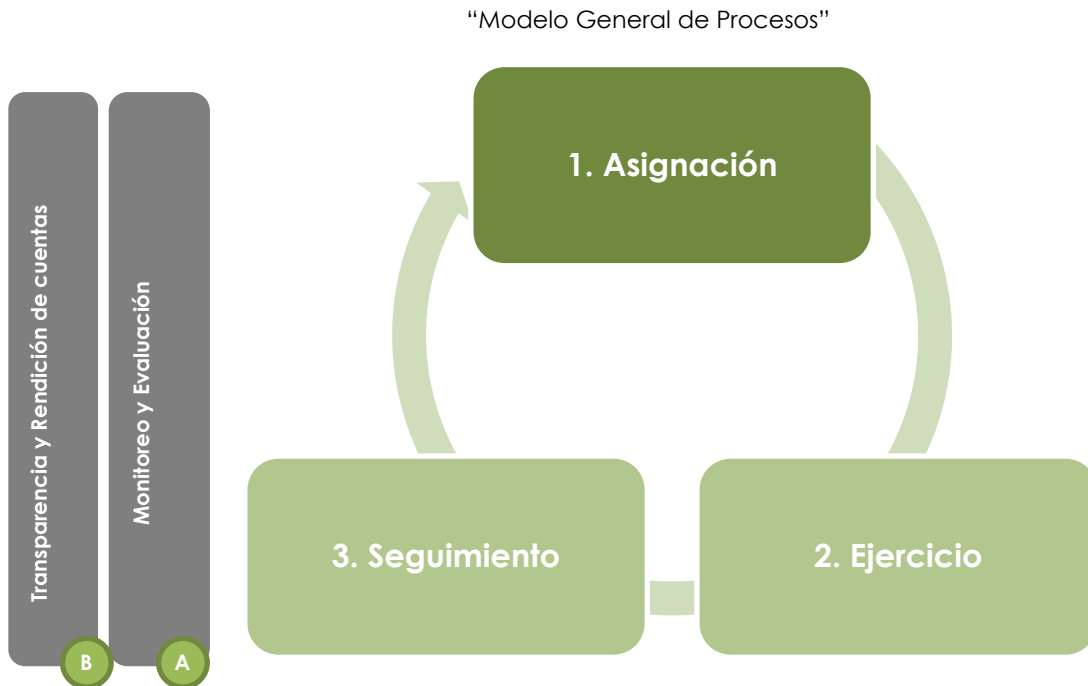 “Modelo General de Procesos”
1. Asignación
Transparencia y Rendición de cuentas
Monitoreo y Evaluación
3. Seguimiento
2. Ejercicio
B
A